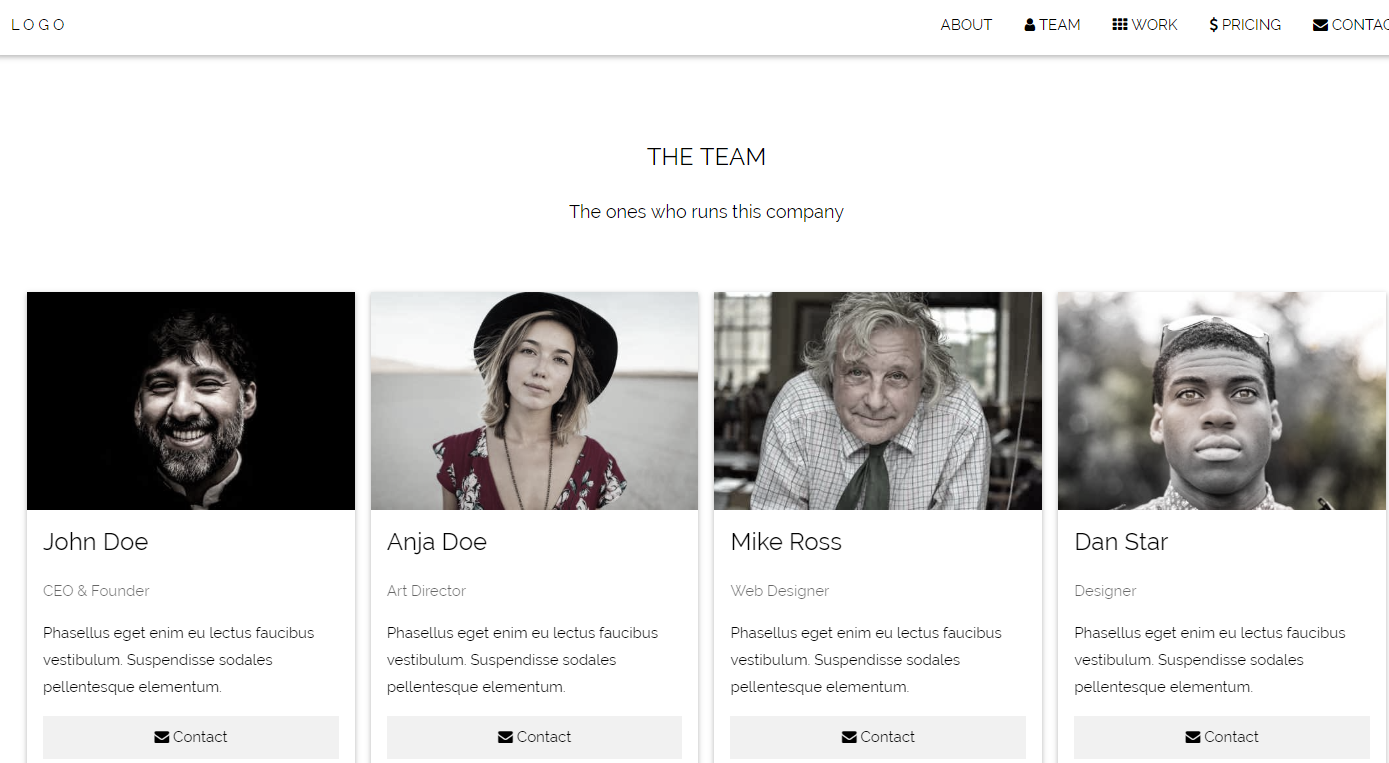 LOGO
ABOUT TEAM WORK PRICING CONTAC
THE TEAM
The ones who runs this company
John Doe
CEO & Founder
Phasellus eget enim eu lectus faucibus
vestibulum. Suspendisse sodales
pellentesque elementum.
Contact
Anja Doe
Art Director
Phasellus eget enim eu lectus faucibus
vestibulum. Suspendisse sodales
pellentesque elementum.
Contact
Mike Ross
Web Designer
Phasellus eget enim eu lectus faucibus
vestibulum. Suspendisse sodales
pellentesque elementum.
Contact
Dan Star
Designer
Phasellus eget enim eu lectus faucibus
vestibulum. Suspendisse sodales
pellentesque elementum.
Contact